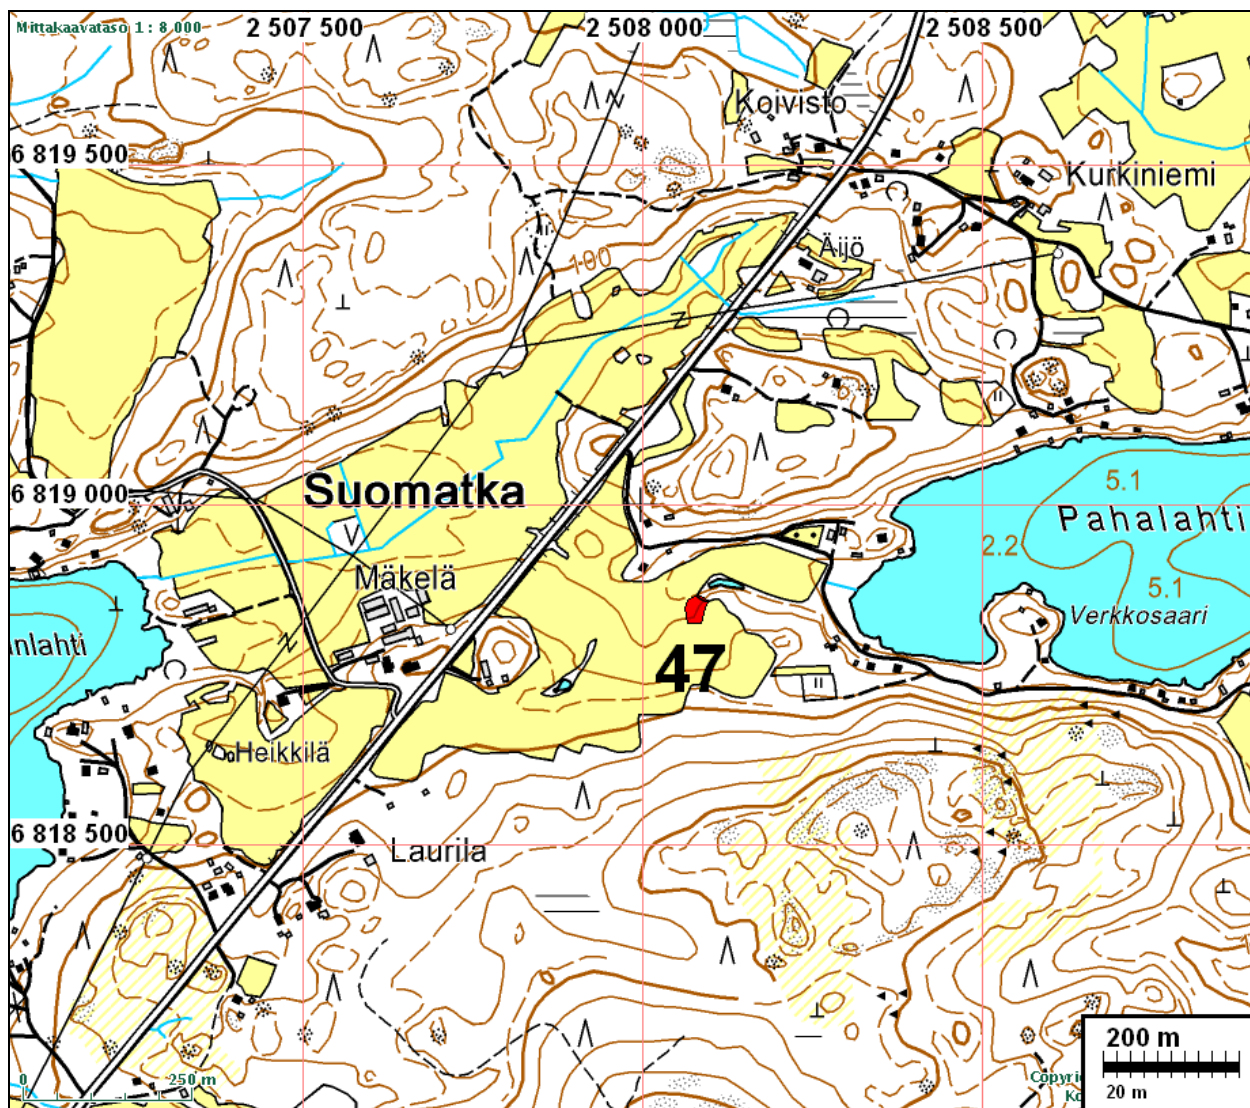 Mittakaavataso 1 : 8 000
2 507 500
2 508 000
2 508 500
Koivisto
6 819 500
Kurkiniemi
Äijö
100
N
N
5.1
Suomatka
6 819 000
Pahalahti
2.2
V
Mäkelä
5.1
Verkkosaari
nlahti
47
N
Heikkilä
6 818 500
Laurila
200 m
20 m
0
250 m